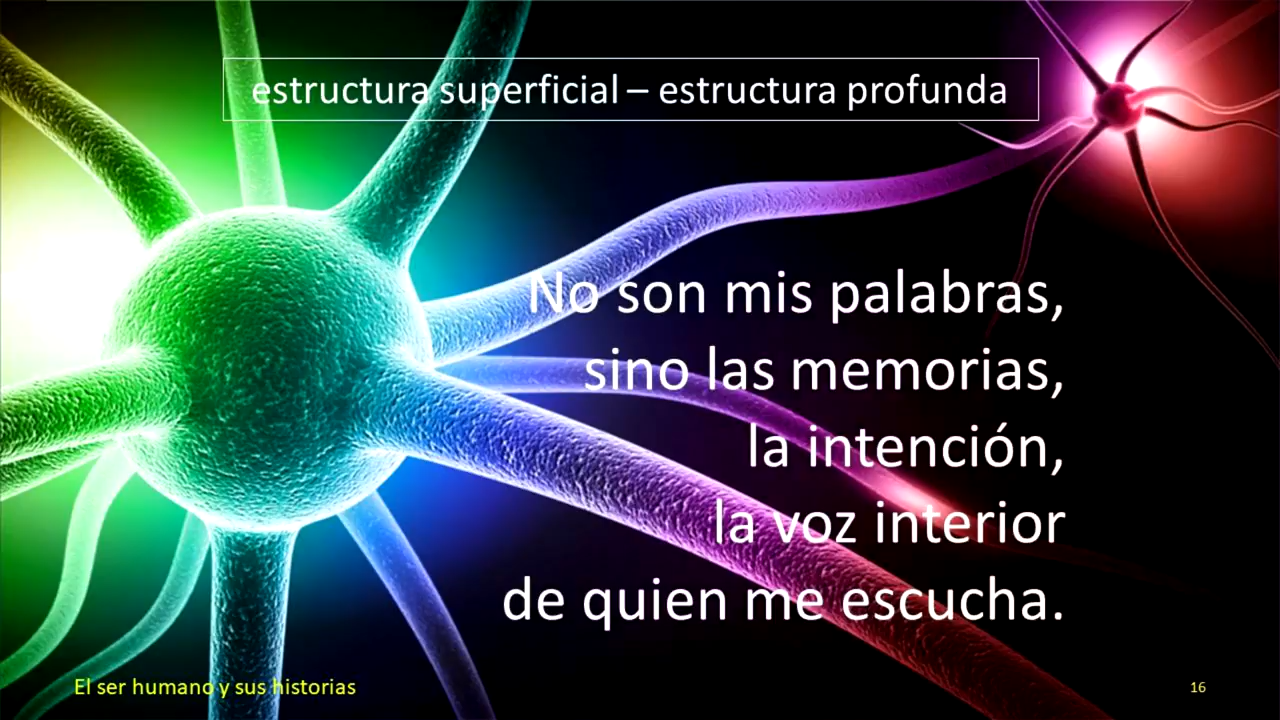 estructura superficial – estructura profunda
No son mis palabras,
sino las memorias,
la intención,
la voz interior
de quien me escucha.
El ser humano y sus historias
16